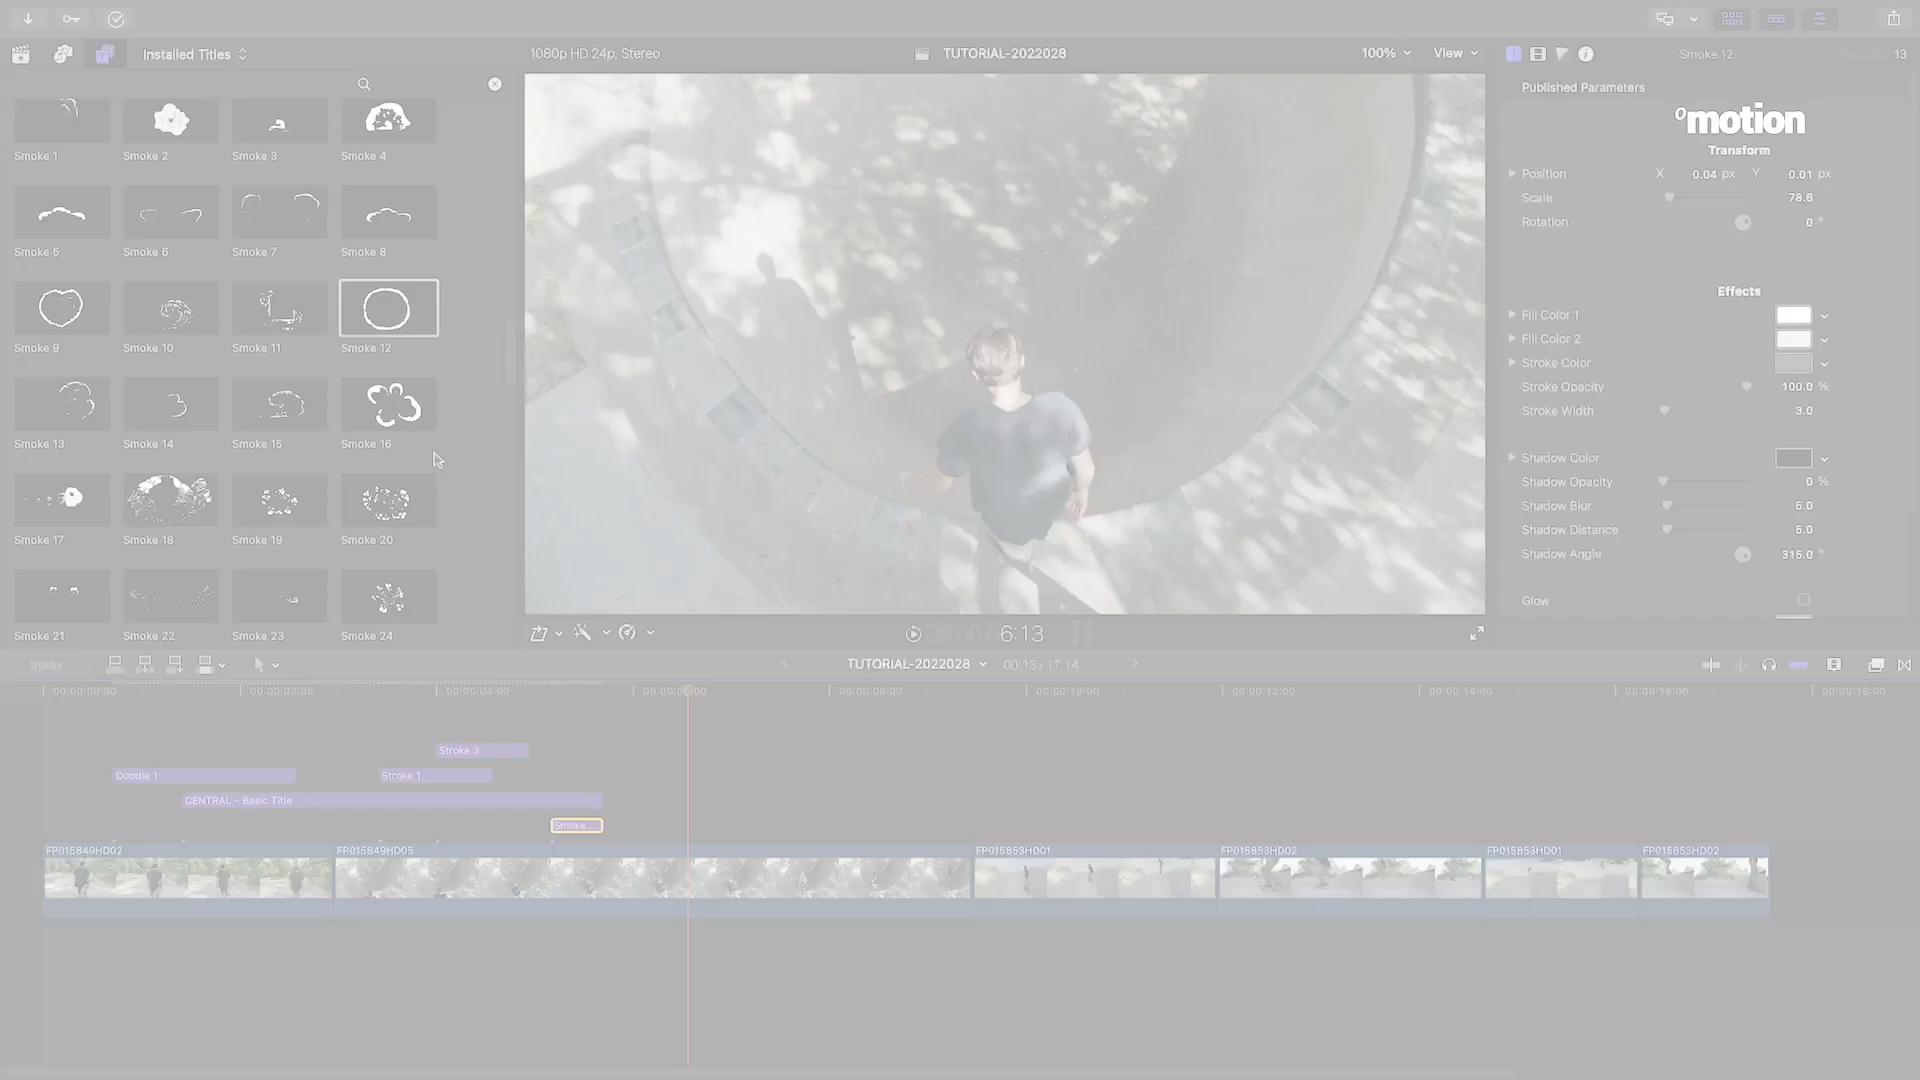 Installed Titles
1080p HD 24p, Stereo
TUTORIAL-2022028
100%
View
Smoke 12
13
Smoke 1
Smoke 2
Smoke 3
Smoke 4
Smoke 5
Smoke 6
Smoke 7
Smoke 8
Smoke 9
Smoke 10
Smoke 11
Smoke 12
Smoke 13
Smoke 14
Smoke 15
Smoke 16
Smoke 17
Smoke 18
Smoke 19
Smoke 20
Smoke 21
Smoke 22
Smoke 23
Smoke 24
Published Parameters
motion
Transform
Position X 0.04 px Y 0.01 px
Scale 78.6
Rotation 0 °
Effects
Fill Color 1
Fill Color 2
Stroke Color
Stroke Opacity 100.0 %
Stroke Width 3.0
Shadow Color
Shadow Opacity 0 %
Shadow Blur 5.0
Shadow Distance 5.0
Shadow Angle 315.0 °
Glow
6:13
Index
TUTORIAL-2022028
00:13 / 17:14
00:00:00:00
00:00:02:00
00:00:04:00
00:00:08:00
00:00:10:00
00:00:12:00
00:00:14:00
00:00:16:00
00:00:18:00
Stroke 3
Doodle 1
Stroke 1
CENTRAL - Basic Title
Smoke...
FP015849HD02
FP015849HD05
FP015853HD01
FP015853HD02
FP015853HD01
FP015853HD02